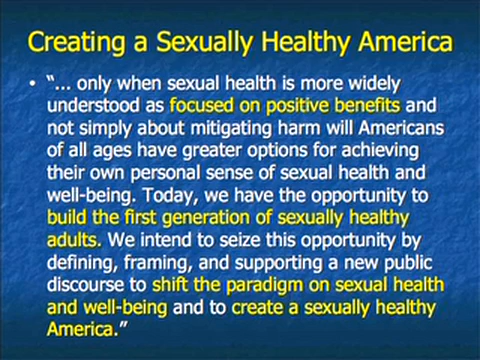 Creating a Sexually Healthy America
• “... only when sexual health is more widely
understood as focused on positive benefits and
not simply about mitigating harm will Americans
of all ages have greater options for achieving
their own personal sense of sexual health and
well-being. Today, we have the opportunity to
build the first generation of sexually healthy
adults. We intend to seize this opportunity by
defining, framing, and supporting a new public
discourse to shift the paradigm on sexual health
and well-being and to create a sexually healthy
America.”